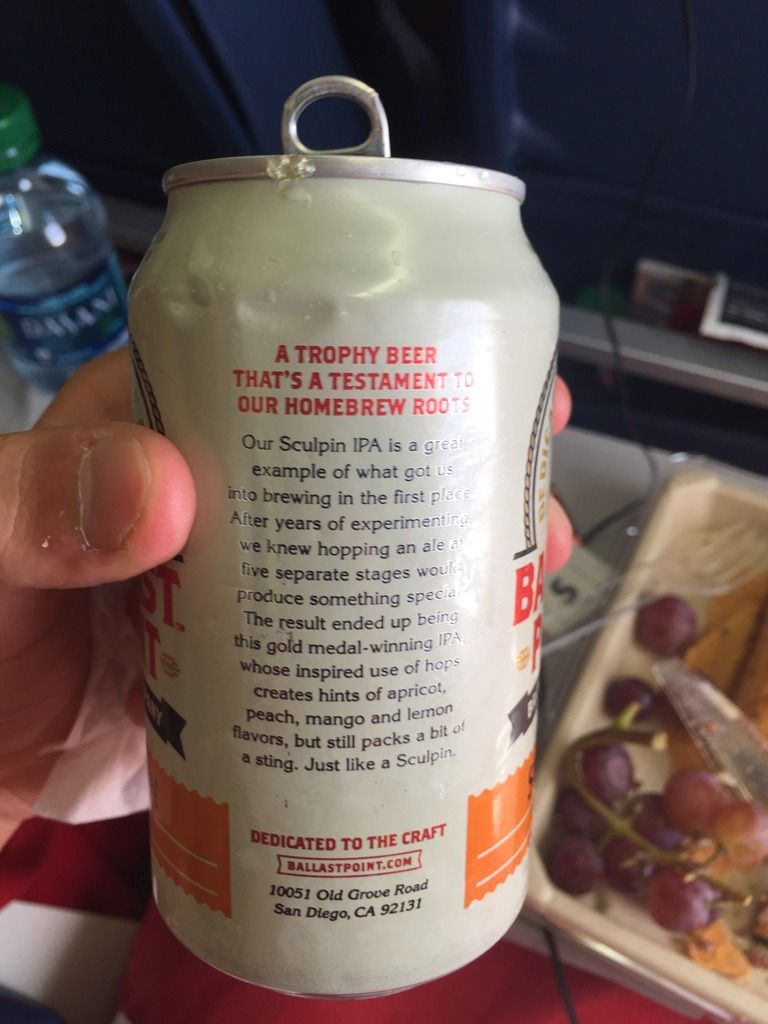 A TROPHY BEER
THAT'S A TESTAMENT TO
OUR HOMEBREW ROOTS
Our Sculpin IPA is a great
example of what got us
into brewing in the first place
After years of experimenting,
we knew hopping an ale at
five separate stages would
produce something special
The result ended up being
this gold medal-winning IPA,
whose inspired use of hops
creates hints of apricot,
peach, mango and lemon
flavors, but still packs a bit of
a sting. Just like a Sculpin.
DEDICATED TO THE CRAFT
BALLASTPOINT.COM
10051 Old Grove Road
San Diego, CA 92131
DASANI
ST
T
BA
P